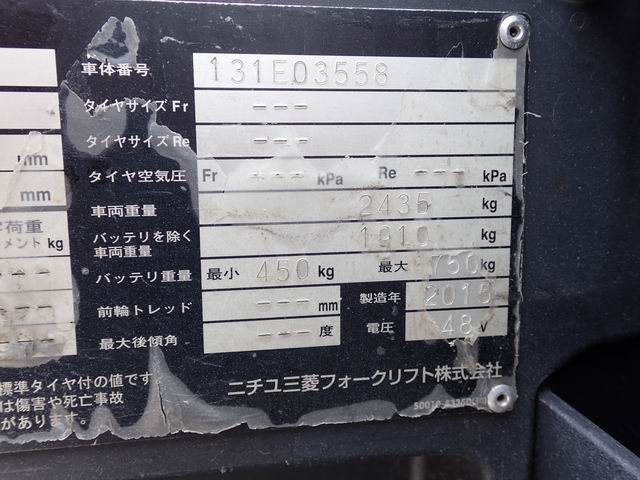 車体番号 131E03558
タイヤサイズ Fr ---
タイヤサイズ Re ---
mm
タイヤ空気圧 Fr --- kPa Re --- kPa
mm
車両重量 2435 kg
荷重
バッテリを除く
車両重量 1910 kg
メント kg
バッテリ重量 最小 450 kg 最大 750 kg
前輪トレッド --- mm 製造年 2015
最大後傾角 --- 度 電圧 48 V
標準タイヤ付の値です
は傷害や死亡事故
があります。
ニチユ三菱フォークリフト株式会社